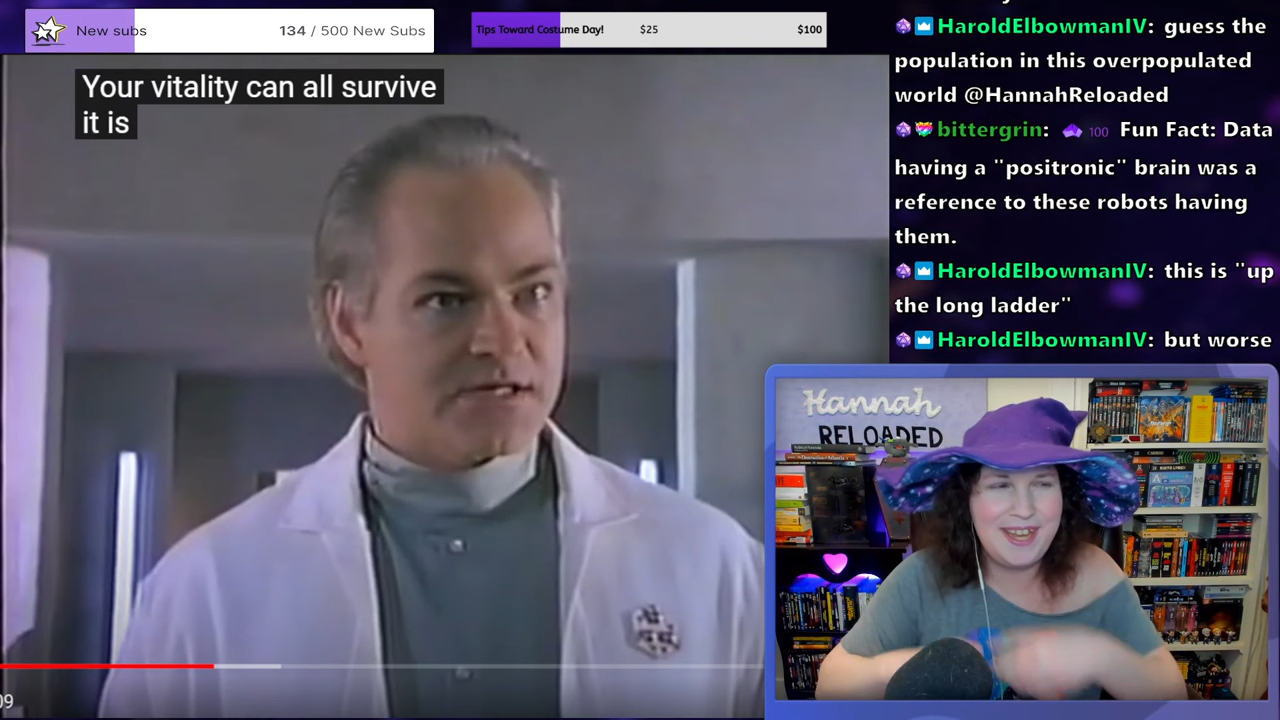 New subs
134 / 500 New Subs
Tips Toward Costume Day!
$25
$100
Your vitality can all survive
it is
HaroldElbowmanIV: guess the
population in this overpopulated
world @HannahReloaded
bittergrin: 100 Fun Fact: Data
having a "positronic" brain was a
reference to these robots having
them.
HaroldElbowmanIV: this is "up
the long ladder"
HaroldElbowmanIV: but worse
Hannah
RELOADED
09